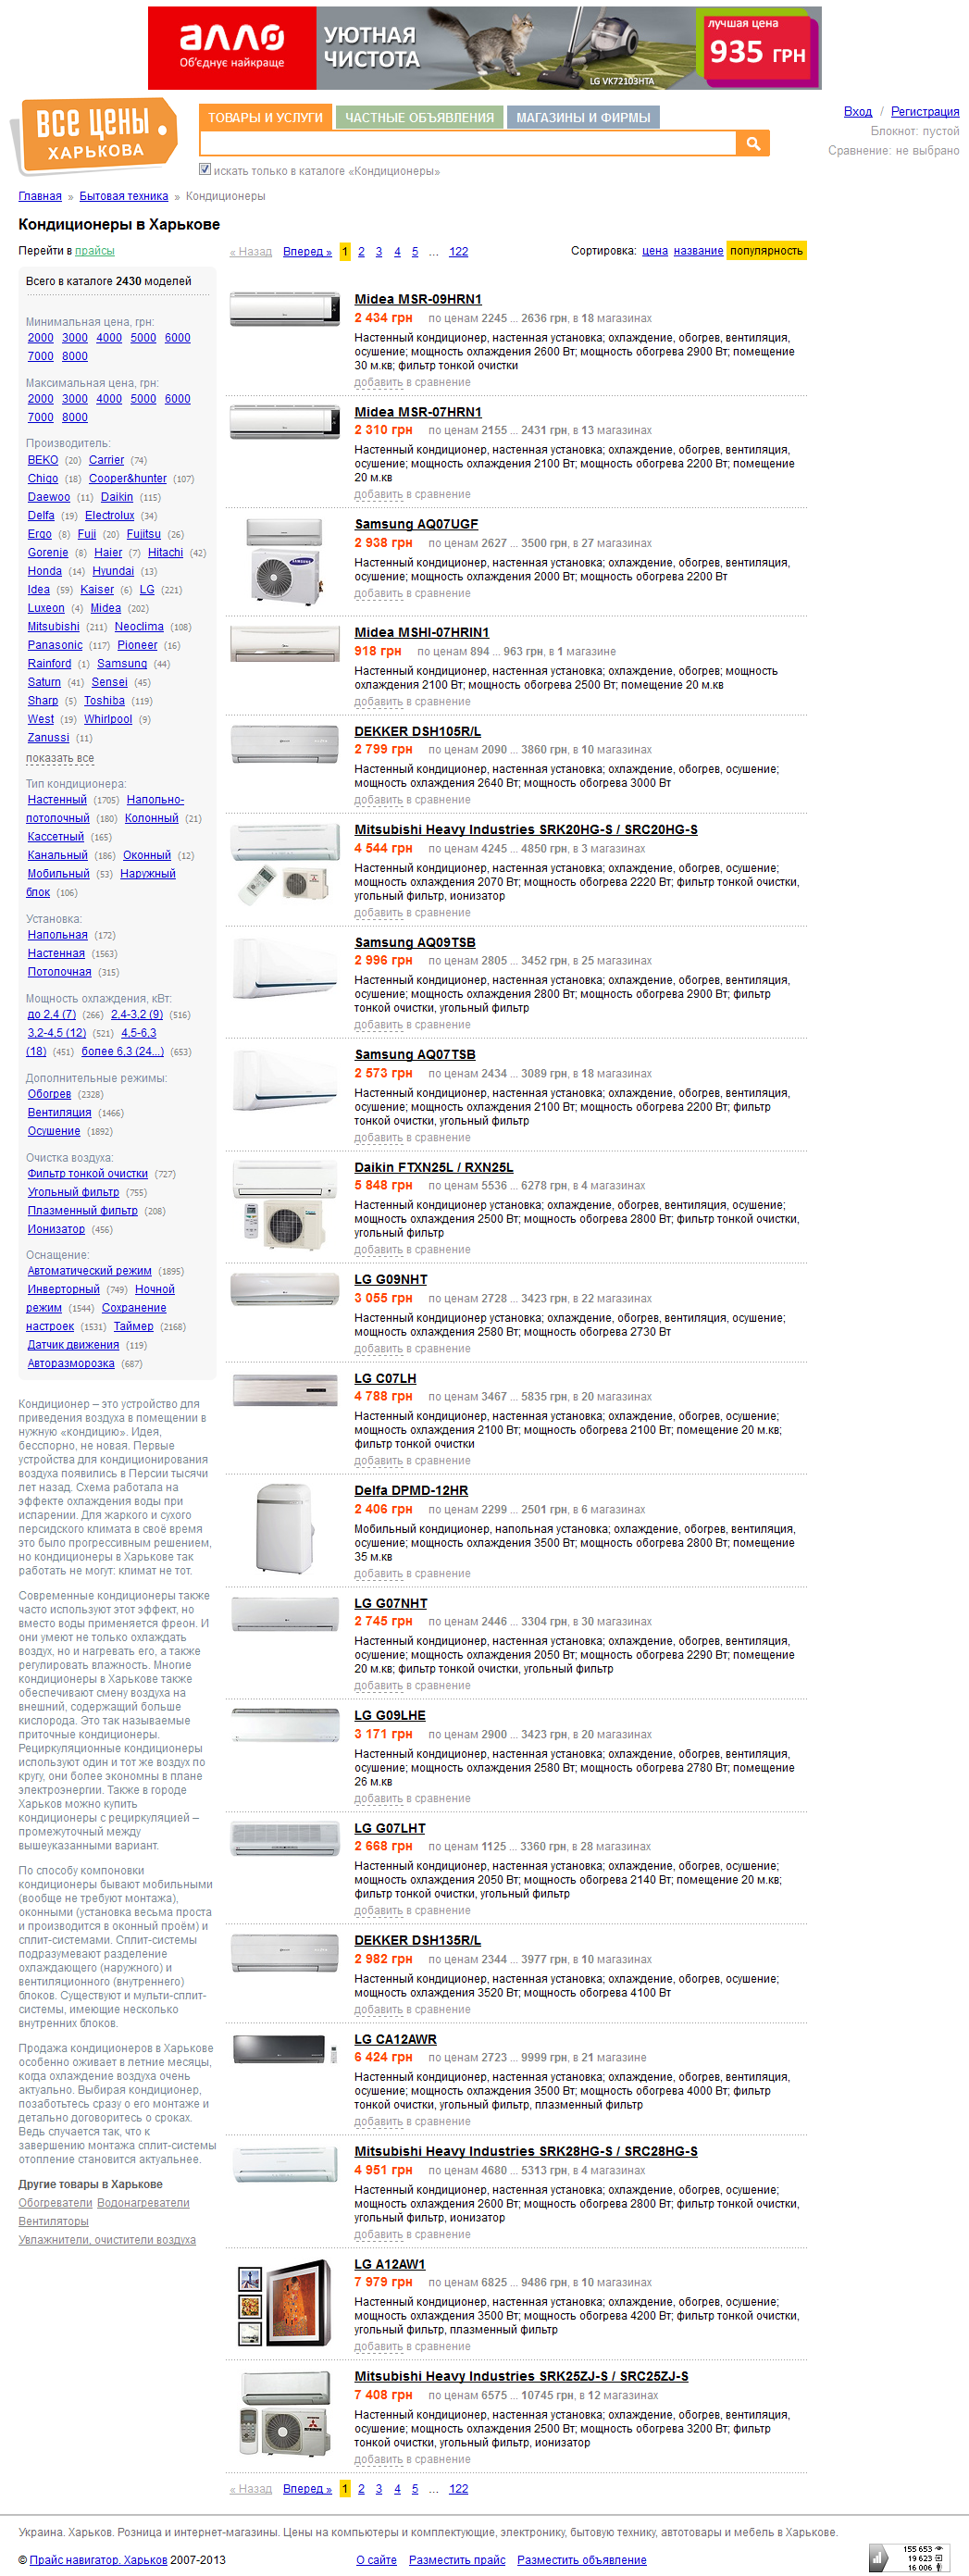 алло
Об'єднує найкраще
УЮТНАЯ
ЧИСТОТА
LG VK72103HTA
лучшая цена
935 ГРН
ВСЕ ЦЕНЫ
ХАРЬКОВА
ТОВАРЫ И УСЛУГИ
ЧАСТНЫЕ ОБЪЯВЛЕНИЯ
МАГАЗИНЫ И ФИРМЫ
искать только в каталоге «Кондиционеры»
Вход / Регистрация
Блокнот: пустой
Сравнение: не выбрано
Главная » Бытовая техника » Кондиционеры
Кондиционеры в Харькове
Перейти в прайсы
Всего в каталоге 2430 моделей
Минимальная цена, грн:
2000 3000 4000 5000 6000
7000 8000
Максимальная цена, грн:
2000 3000 4000 5000 6000
7000 8000
Производитель:
BEKO (20) Carrier (74)
Chigo (18) Cooper&hunter (107)
Daewoo (11) Daikin (115)
Delfa (19) Electrolux (34)
Ergo (8) Fuji (20) Fujitsu (26)
Gorenje (8) Haier (7) Hitachi (42)
Honda (14) Hyundai (13)
Idea (59) Kaiser (6) LG (221)
Luxeon (4) Midea (202)
Mitsubishi (211) Neoclima (108)
Panasonic (117) Pioneer (16)
Rainford (1) Samsung (44)
Saturn (41) Sensei (45)
Sharp (5) Toshiba (119)
West (19) Whirlpool (9)
Zanussi (11)
показать все
Тип кондиционера:
Настенный (1705) Напольно-
потолочный (180) Колонный (21)
Кассетный (165)
Канальный (186) Оконный (12)
Мобильный (53) Наружный
блок (106)
Установка:
Напольная (172)
Настенная (1563)
Потолочная (315)
Мощность охлаждения, кВт:
до 2,4 (7) (266) 2,4-3,2 (9) (516)
3,2-4,5 (12) (521) 4,5-6,3
(18) (451) более 6,3 (24...) (653)
Дополнительные режимы:
Обогрев (2328)
Вентиляция (1466)
Осушение (1892)
Очистка воздуха:
Фильтр тонкой очистки (727)
Угольный фильтр (755)
Плазменный фильтр (208)
Ионизатор (456)
Оснащение:
Автоматический режим (1895)
Инверторный (749) Ночной
режим (1544) Сохранение
настроек (1531) Таймер (2168)
Датчик движения (119)
Авторазморозка (687)
Кондиционер – это устройство для
приведения воздуха в помещении в
нужную «кондицию». Идея,
бесспорно, не новая. Первые
устройства для кондиционирования
воздуха появились в Персии тысячи
лет назад. Схема работала на
эффекте охлаждения воды при
испарении. Для жаркого и сухого
персидского климата в своё время
это было прогрессивным решением,
но кондиционеры в Харькове так
работать не могут: климат не тот.
Современные кондиционеры также
часто используют этот эффект, но
вместо воды применяется фреон. И
они умеют не только охлаждать
воздух, но и нагревать его, а также
регулировать влажность. Многие
кондиционеры в Харькове также
обеспечивают смену воздуха на
внешний, содержащий больше
кислорода. Это так называемые
приточные кондиционеры.
Рециркуляционные кондиционеры
используют один и тот же воздух по
кругу, они более экономны в плане
электроэнергии. Также в городе
Харьков можно купить
кондиционеры с рециркуляцией –
промежуточный между
вышеуказанными вариант.
По способу компоновки
кондиционеры бывают мобильными
(вообще не требуют монтажа),
оконными (установка весьма проста
и производится в оконный проём) и
сплит-системами. Сплит-системы
подразумевают разделение
охлаждающего (наружного) и
вентиляционного (внутреннего)
блоков. Существуют и мульти-сплит-
системы, имеющие несколько
внутренних блоков.
Продажа кондиционеров в Харькове
особенно оживает в летние месяцы,
когда охлаждение воздуха очень
актуально. Выбирая кондиционер,
позаботьтесь сразу о его монтаже и
детально договоритесь о сроках.
Ведь случается так, что к
завершению монтажа сплит-системы
отопление становится актуальнее.
Другие товары в Харькове
Обогреватели Водонагреватели
Вентиляторы
Увлажнители, очистители воздуха
« Назад Вперед » 1 2 3 4 5 ... 122
Сортировка: цена название популярность
Midea MSR-09HRN1
2 434 грн по ценам 2245 ... 2636 грн, в 18 магазинах
Настенный кондиционер, настенная установка; охлаждение, обогрев, вентиляция,
осушение; мощность охлаждения 2600 Вт; мощность обогрева 2900 Вт; помещение
30 м.кв; фильтр тонкой очистки
добавить в сравнение
Midea MSR-07HRN1
2 310 грн по ценам 2155 ... 2431 грн, в 13 магазинах
Настенный кондиционер, настенная установка; охлаждение, обогрев, вентиляция,
осушение; мощность охлаждения 2100 Вт; мощность обогрева 2200 Вт; помещение
20 м.кв
добавить в сравнение
Samsung AQ07UGF
2 938 грн по ценам 2627 ... 3500 грн, в 27 магазинах
Настенный кондиционер, настенная установка; охлаждение, обогрев, вентиляция,
осушение; мощность охлаждения 2000 Вт; мощность обогрева 2200 Вт
добавить в сравнение
SAMSUNG
Midea MSHI-07HRIN1
918 грн по ценам 894 ... 963 грн, в 1 магазине
Настенный кондиционер, настенная установка; охлаждение, обогрев; мощность
охлаждения 2100 Вт; мощность обогрева 2500 Вт; помещение 20 м.кв
добавить в сравнение
DEKKER DSH105R/L
2 799 грн по ценам 2090 ... 3860 грн, в 10 магазинах
Настенный кондиционер, настенная установка; охлаждение, обогрев, осушение;
мощность охлаждения 2640 Вт; мощность обогрева 3000 Вт
добавить в сравнение
Mitsubishi Heavy Industries SRK20HG-S / SRC20HG-S
4 544 грн по ценам 4245 ... 4850 грн, в 3 магазинах
Настенный кондиционер, настенная установка; охлаждение, обогрев, осушение;
мощность охлаждения 2070 Вт; мощность обогрева 2220 Вт; фильтр тонкой очистки,
угольный фильтр, ионизатор
добавить в сравнение
Samsung AQ09TSB
2 996 грн по ценам 2805 ... 3452 грн, в 25 магазинах
Настенный кондиционер, настенная установка; охлаждение, обогрев, вентиляция,
осушение; мощность охлаждения 2800 Вт; мощность обогрева 2900 Вт; фильтр
тонкой очистки, угольный фильтр
добавить в сравнение
Samsung AQ07TSB
2 573 грн по ценам 2434 ... 3089 грн, в 18 магазинах
Настенный кондиционер, настенная установка; охлаждение, обогрев, вентиляция,
осушение; мощность охлаждения 2100 Вт; мощность обогрева 2200 Вт; фильтр
тонкой очистки, угольный фильтр
добавить в сравнение
Daikin FTXN25L / RXN25L
5 848 грн по ценам 5536 ... 6278 грн, в 4 магазинах
Настенный кондиционер установка; охлаждение, обогрев, вентиляция, осушение;
мощность охлаждения 2500 Вт; мощность обогрева 2800 Вт; фильтр тонкой очистки,
угольный фильтр
добавить в сравнение
LG G09NHT
3 055 грн по ценам 2728 ... 3423 грн, в 22 магазинах
Настенный кондиционер установка; охлаждение, обогрев, вентиляция, осушение;
мощность охлаждения 2580 Вт; мощность обогрева 2730 Вт
добавить в сравнение
LG C07LH
4 788 грн по ценам 3467 ... 5835 грн, в 20 магазинах
Настенный кондиционер, настенная установка; охлаждение, обогрев, осушение;
мощность охлаждения 2100 Вт; мощность обогрева 2100 Вт; помещение 20 м.кв;
фильтр тонкой очистки
добавить в сравнение
Delfa DPMD-12HR
2 406 грн по ценам 2299 ... 2501 грн, в 6 магазинах
Мобильный кондиционер, напольная установка; охлаждение, обогрев, вентиляция,
осушение; мощность охлаждения 3500 Вт; мощность обогрева 2800 Вт; помещение
35 м.кв
добавить в сравнение
LG G07NHT
2 745 грн по ценам 2446 ... 3304 грн, в 30 магазинах
Настенный кондиционер, настенная установка; охлаждение, обогрев, вентиляция,
осушение; мощность охлаждения 2050 Вт; мощность обогрева 2290 Вт; помещение
20 м.кв; фильтр тонкой очистки, угольный фильтр
добавить в сравнение
LG G09LHE
3 171 грн по ценам 2900 ... 3423 грн, в 20 магазинах
Настенный кондиционер, настенная установка; охлаждение, обогрев, вентиляция,
осушение; мощность охлаждения 2580 Вт; мощность обогрева 2780 Вт; помещение
26 м.кв
добавить в сравнение
LG G07LHT
2 668 грн по ценам 1125 ... 3360 грн, в 28 магазинах
Настенный кондиционер, настенная установка; охлаждение, обогрев, осушение;
мощность охлаждения 2050 Вт; мощность обогрева 2140 Вт; помещение 20 м.кв;
фильтр тонкой очистки, угольный фильтр
добавить в сравнение
DEKKER DSH135R/L
2 982 грн по ценам 2344 ... 3977 грн, в 10 магазинах
Настенный кондиционер, настенная установка; охлаждение, обогрев, осушение;
мощность охлаждения 3520 Вт; мощность обогрева 4100 Вт
добавить в сравнение
LG CA12AWR
6 424 грн по ценам 2723 ... 9999 грн, в 21 магазине
Настенный кондиционер, настенная установка; охлаждение, обогрев, вентиляция,
осушение; мощность охлаждения 3500 Вт; мощность обогрева 4000 Вт; фильтр
тонкой очистки, угольный фильтр, плазменный фильтр
добавить в сравнение
Mitsubishi Heavy Industries SRK28HG-S / SRC28HG-S
4 951 грн по ценам 4680 ... 5313 грн, в 4 магазинах
Настенный кондиционер, настенная установка; охлаждение, обогрев, осушение;
мощность охлаждения 2600 Вт; мощность обогрева 2800 Вт; фильтр тонкой очистки,
угольный фильтр, ионизатор
добавить в сравнение
LG A12AW1
7 979 грн по ценам 6825 ... 9486 грн, в 10 магазинах
Настенный кондиционер, настенная установка; охлаждение, обогрев, осушение;
мощность охлаждения 3500 Вт; мощность обогрева 4200 Вт; фильтр тонкой очистки,
угольный фильтр, плазменный фильтр
добавить в сравнение
Mitsubishi Heavy Industries SRK25ZJ-S / SRC25ZJ-S
7 408 грн по ценам 6575 ... 10745 грн, в 12 магазинах
Настенный кондиционер, настенная установка; охлаждение, обогрев, вентиляция,
осушение; мощность охлаждения 2500 Вт; мощность обогрева 3200 Вт; фильтр
тонкой очистки, угольный фильтр, ионизатор
добавить в сравнение
« Назад Вперед » 1 2 3 4 5 ... 122
Украина. Харьков. Розница и интернет-магазины. Цены на компьютеры и комплектующие, электронику, бытовую технику, автотовары и мебель в Харькове.
© Прайс навигатор. Харьков 2007-2013
О сайте Разместить прайс Разместить объявление
155 653
19 623
16 006